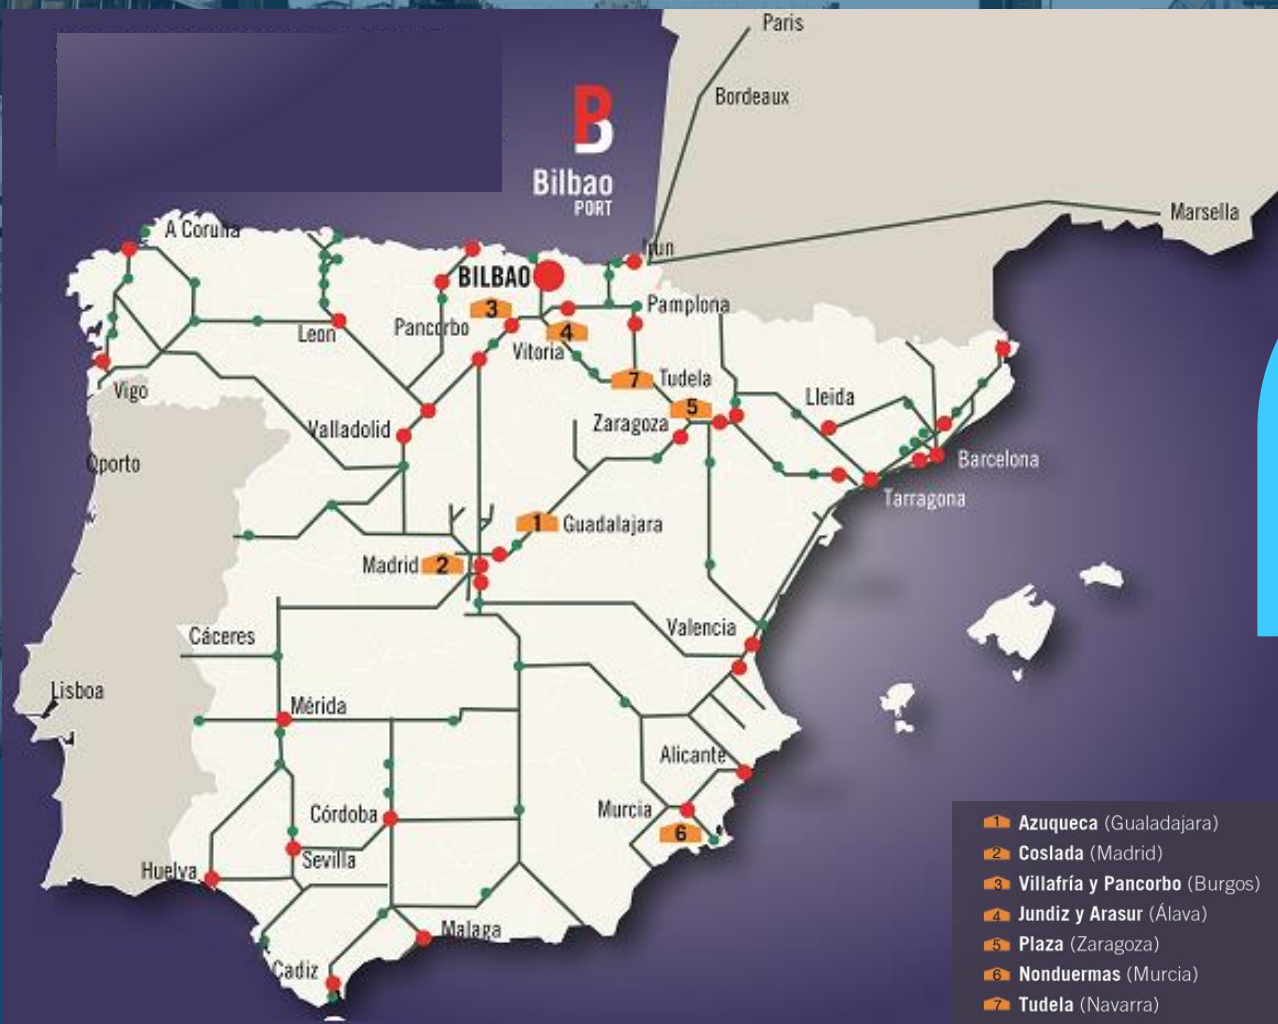 Paris
Bordeaux
B
Bilbao
PORT
Marsella
A Coruña
Irun
BILBAO
3
Pamplona
Leon
Pancorbo
4
Vitoria
Vigo
7
Tudela
5
Lleida
Zaragoza
Valladolid
Oporto
Barcelona
Tarragona
1
Guadalajara
Madrid
2
Valencia
Cáceres
Lisboa
Mérida
Alicante
Murcia
6
Córdoba
Sevilla
Huelva
Malaga
Cadiz
1 Azuqueca (Gualadajara)
2 Coslada (Madrid)
3 Villafría y Pancorbo (Burgos)
4 Jundiz y Arasur (Álava)
5 Plaza (Zaragoza)
6 Nonduermas (Murcia)
7 Tudela (Navarra)